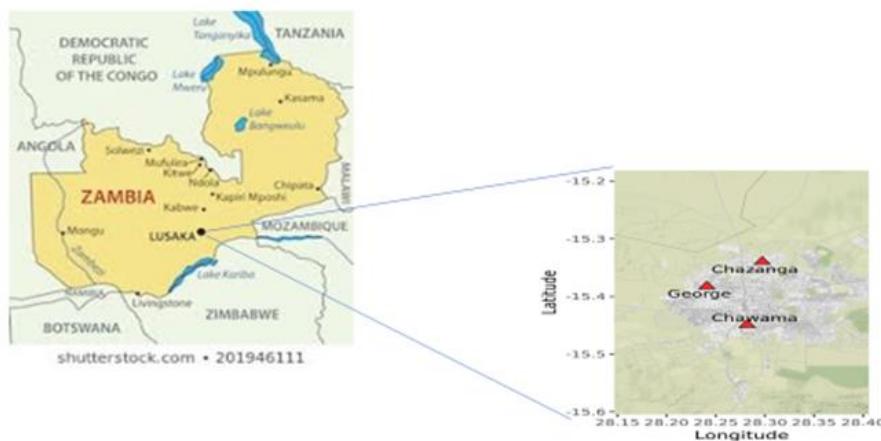 Lake
Tanganyika
TANZANIA
DEMOCRATIC
REPUBLIC
OF THE CONGO
Lake
Mweru
Mpulungu
Kasama
Lake
Bangweulu
ANGOLA
Solwezi
Mufulira
Kitwe
Ndola
MALAWI
Chipata
ZAMBIA
Kapiri Mposhi
Kabwe
Mongu
LUSAKA
MOZAMBIQUE
Zambezi
Lake Kariba
NAMIBIA
Livingstone
BOTSWANA
ZIMBABWE
shutterstock.com • 201946111
-15.2
-15.3
-15.4
-15.5
-15.6
Latitude
Chazanga
George
Chawama
28.15 28.20 28.25 28.30 28.35 28.40
Longitude